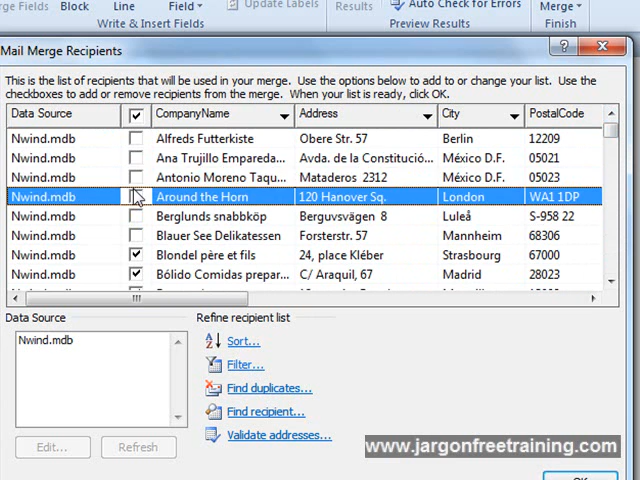 Merge Fields Block Line Field Update Labels Results Auto Check for Errors Merge
Write & Insert Fields Preview Results Finish
Mail Merge Recipients
This is the list of recipients that will be used in your merge. Use the options below to add to or change your list. Use the
checkboxes to add or remove recipients from the merge. When your list is ready, click OK.
Data Source CompanyName Address City PostalCode
Nwind.mdb Alfreds Futterkiste Obere Str. 57 Berlin 12209
Nwind.mdb Ana Trujillo Empareda... Avda. de la Constitució... México D.F. 05021
Nwind.mdb Antonio Moreno Taqu... Mataderos 2312 México D.F. 05023
Nwind.mdb Around the Horn 120 Hanover Sq. London WA1 1DP
Nwind.mdb Berglunds snabbköp Berguvsvägen 8 Luleå S-958 22
Nwind.mdb Blauer See Delikatessen Forsterstr. 57 Mannheim 68306
Nwind.mdb Blondel père et fils 24, place Kléber Strasbourg 67000
Nwind.mdb Bólido Comidas prepar... C/ Araquil, 67 Madrid 28023
Data Source Refine recipient list
Nwind.mdb
Sort...
Filter...
Find duplicates...
Find recipient...
Validate addresses...
Edit... Refresh
www.jargonfreetraining.com
OK